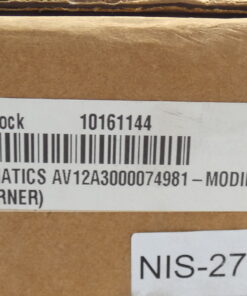 ock 10161144
ATICS AV12A3000074981-MODI
RNER)
NIS-27